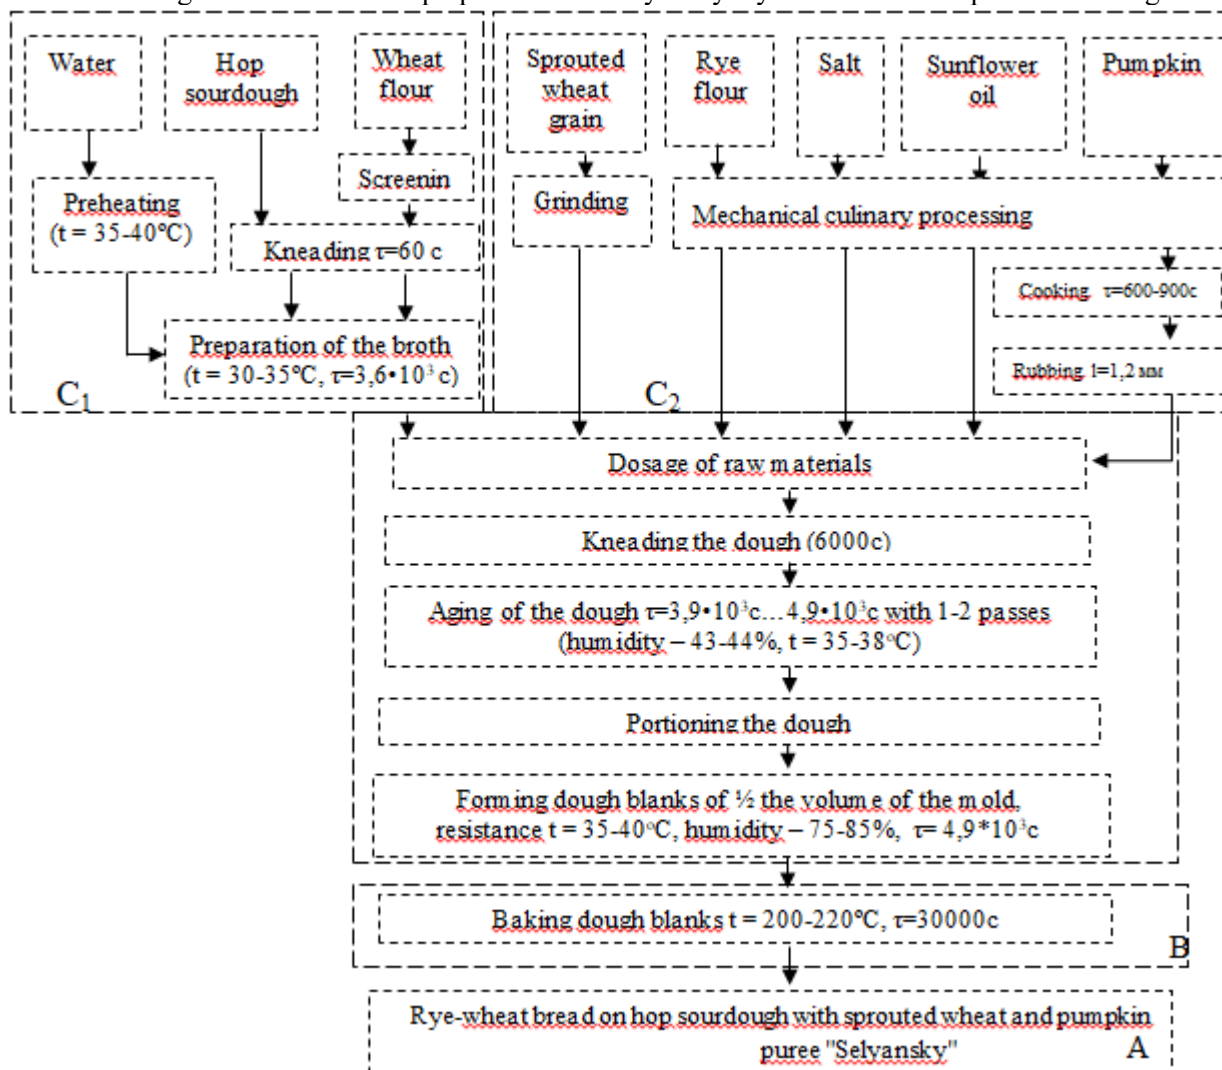 Water
Hop
sourdough
Wheat
flour
Sprouted
wheat
grain
Rye
flour
Salt
Sunflower
oil
Pumpkin
Screenin
Preheating
(t = 35-40°C)
Grinding
Mechanical culinary processing
Kneading τ=60 c
Cooking τ=600-900c
Preparation of the broth
(t = 30-35°C, τ=3,6•10³ c)
Rubbing l=1,2 мм
C₁
C₂
Dosage of raw materials
Kneading the dough (6000c)
Aging of the dough τ=3,9•10³c…4,9•10³c with 1-2 passes
(humidity – 43-44%, t = 35-38°C)
Portioning the dough
Forming dough blanks of ½ the volume of the mold,
resistance t = 35-40°C, humidity – 75-85%, τ= 4,9*10³c
Baking dough blanks t = 200-220°C, τ=30000c
B
Rye-wheat bread on hop sourdough with sprouted wheat and pumpkin
puree "Selyansky"
A